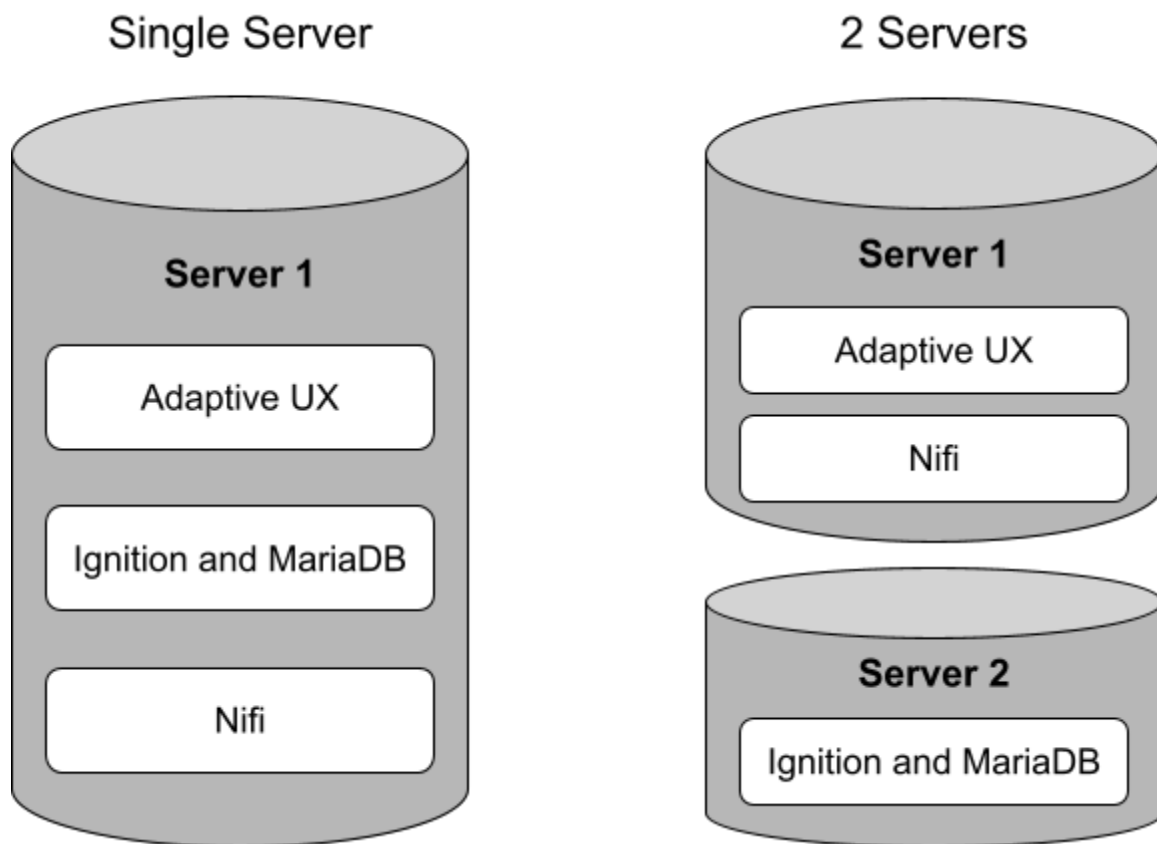 Single Server
Server 1
Adaptive UX
Ignition and MariaDB
Nifi
2 Servers
Server 1
Adaptive UX
Nifi
Server 2
Ignition and MariaDB